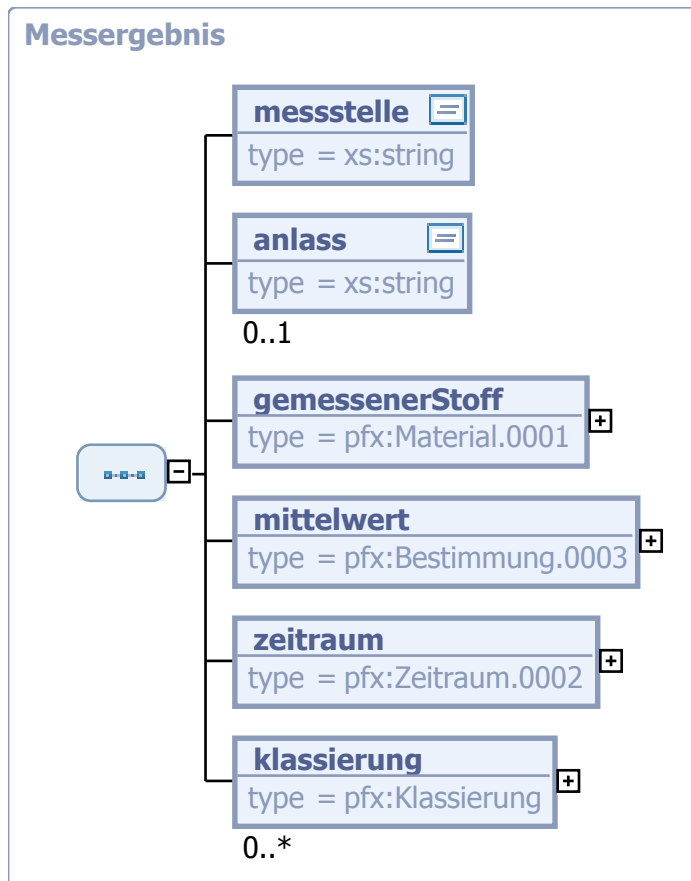 Messergebnis
messstelle
type = xs:string
anlass
type = xs:string
0..1
gemessenerStoff
type = pfx:Material.0001
mittelwert
type = pfx:Bestimmung.0003
zeitraum
type = pfx:Zeitraum.0002
klassierung
type = pfx:Klassierung
0..*